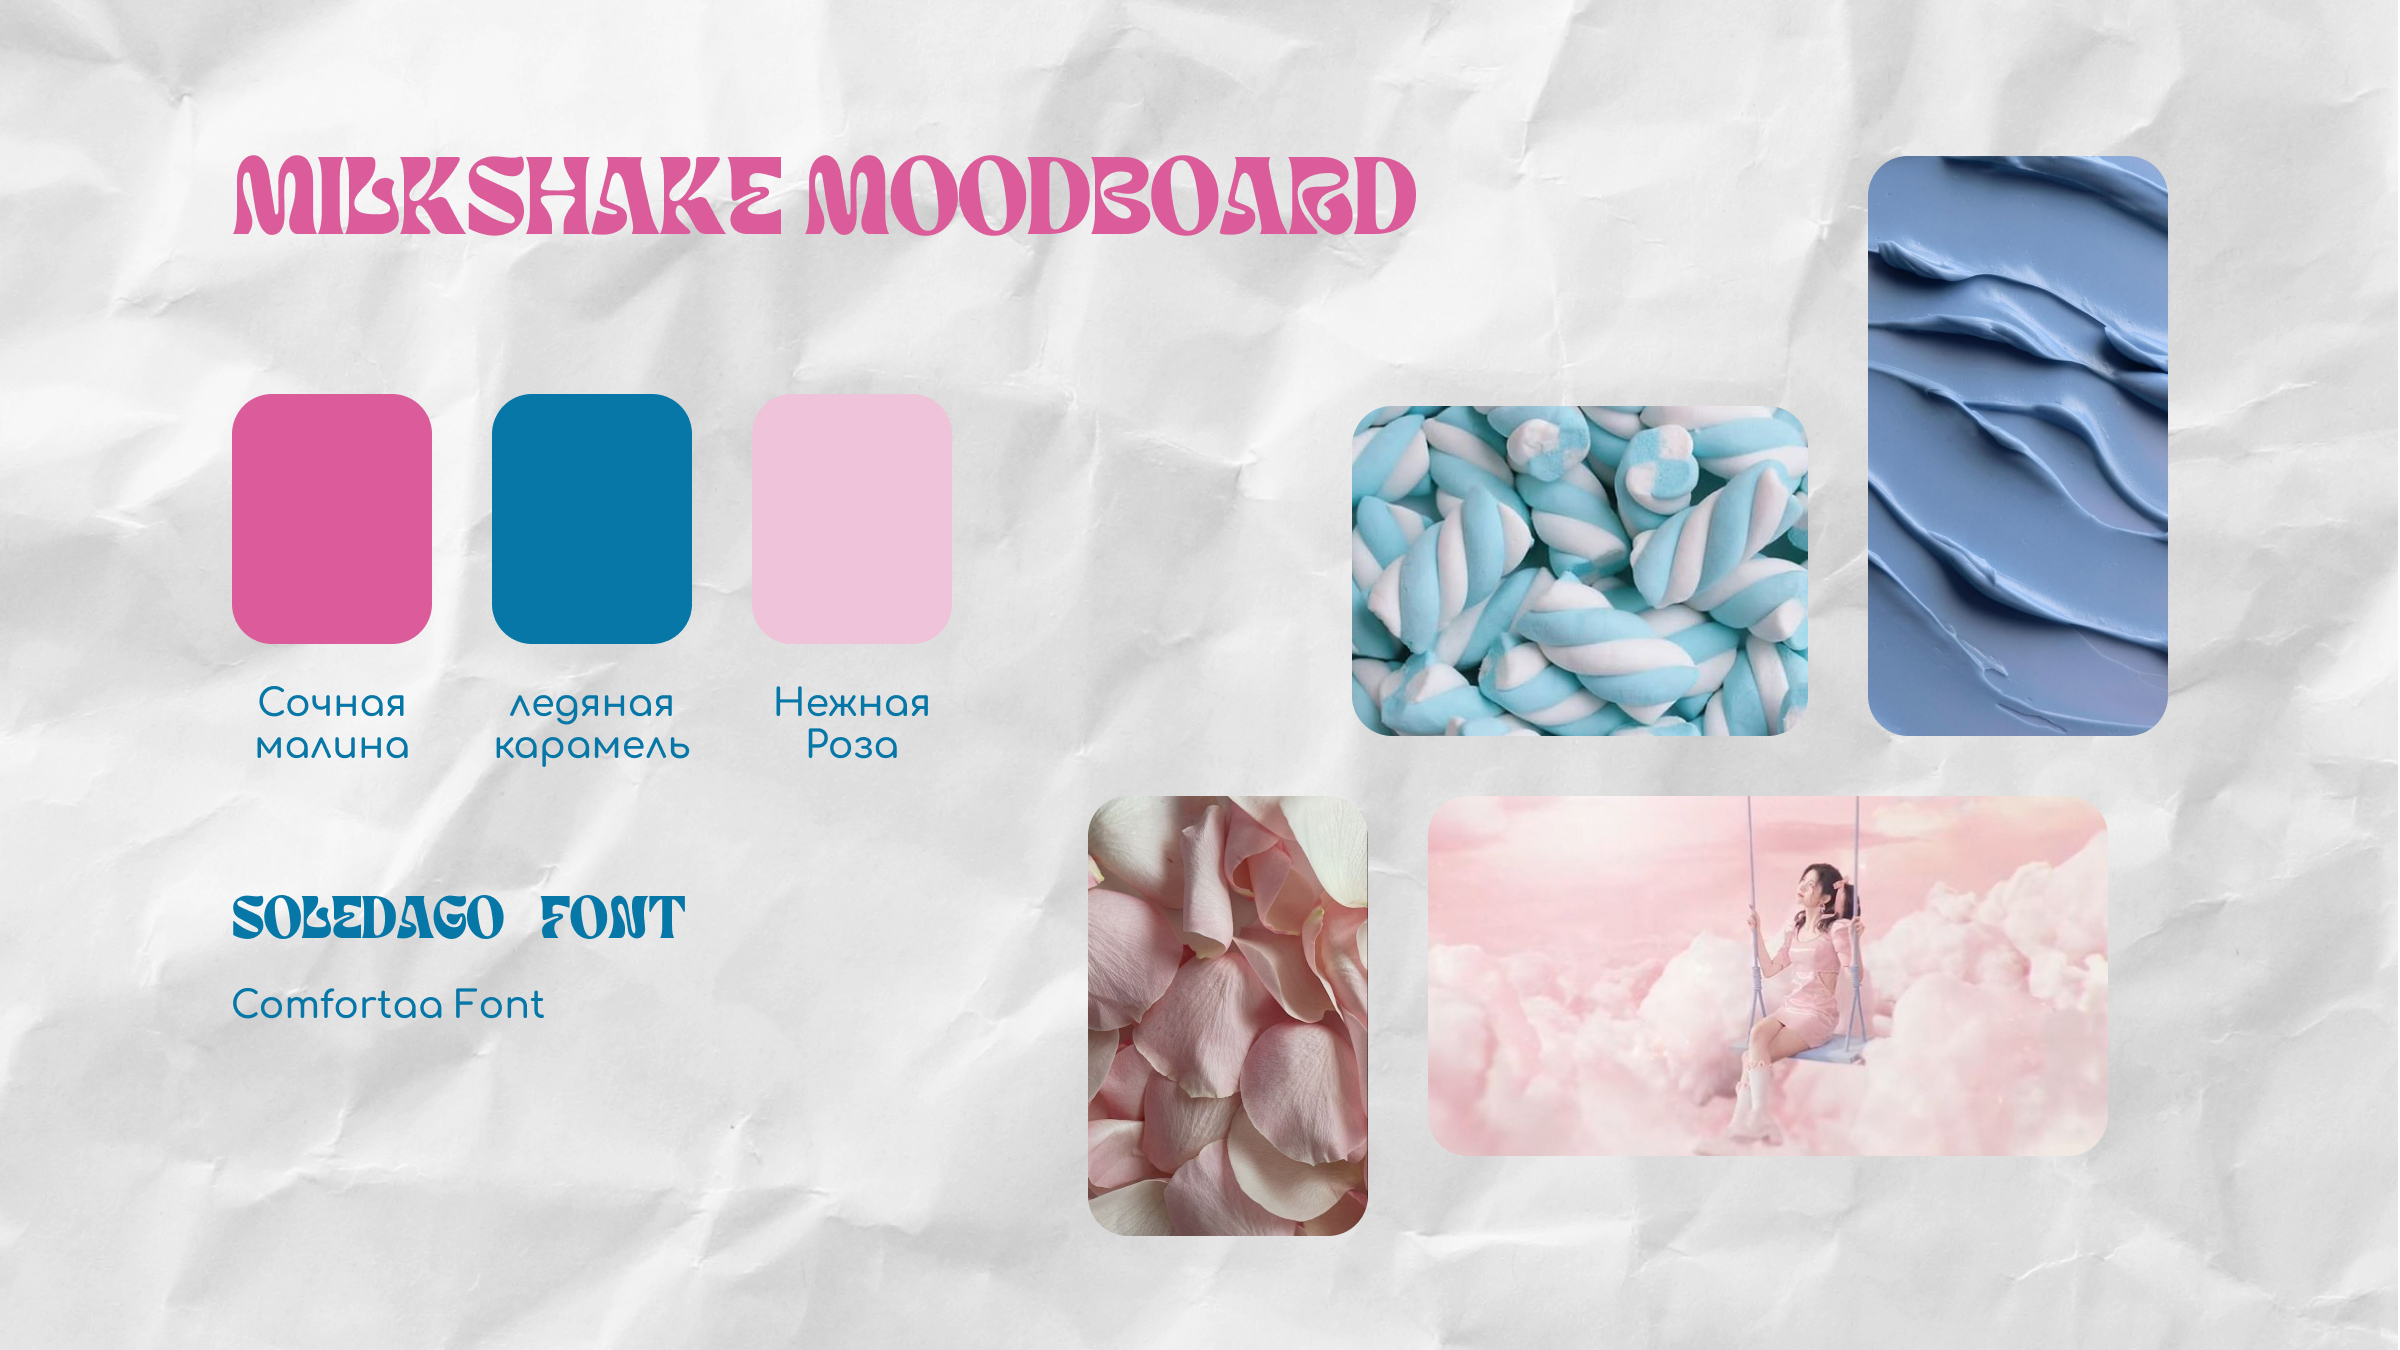 MILKSHAKE MOODBOARD
Сочная
малина
ледяная
карамель
Нежная
Роза
SOLEDAGO FONT
Comfortaa Font